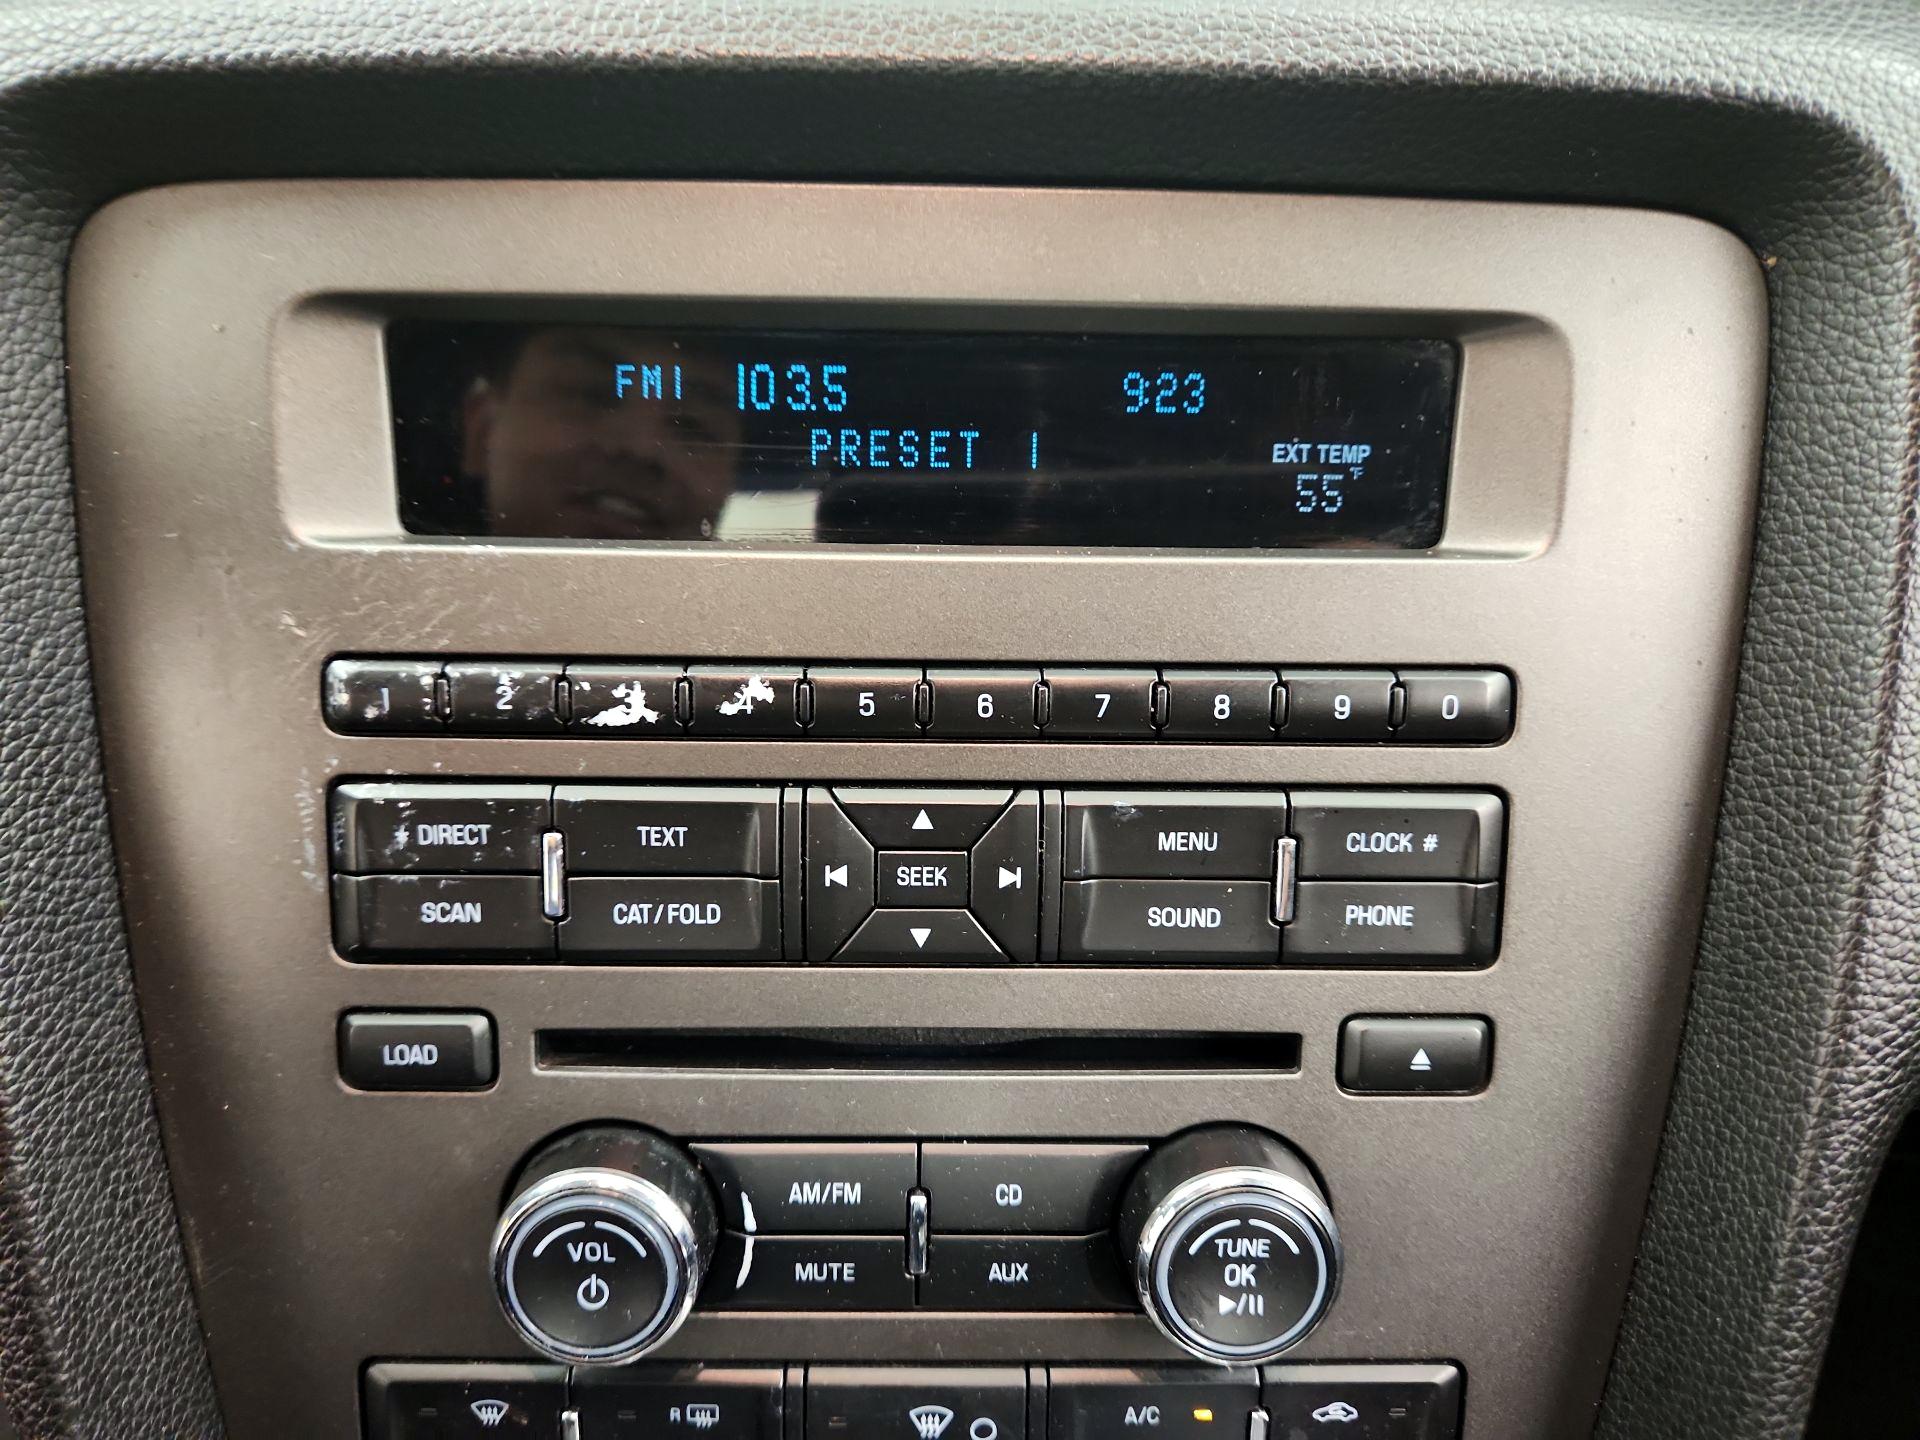 FM1 103.5 9:23
PRESET 1
EXT TEMP
55°F
1 2 3 4 5 6 7 8 9 0
# DIRECT TEXT MENU CLOCK #
SEEK
SCAN CAT/FOLD SOUND PHONE
LOAD
AM/FM CD
VOL MUTE AUX TUNE
OK
R A/C